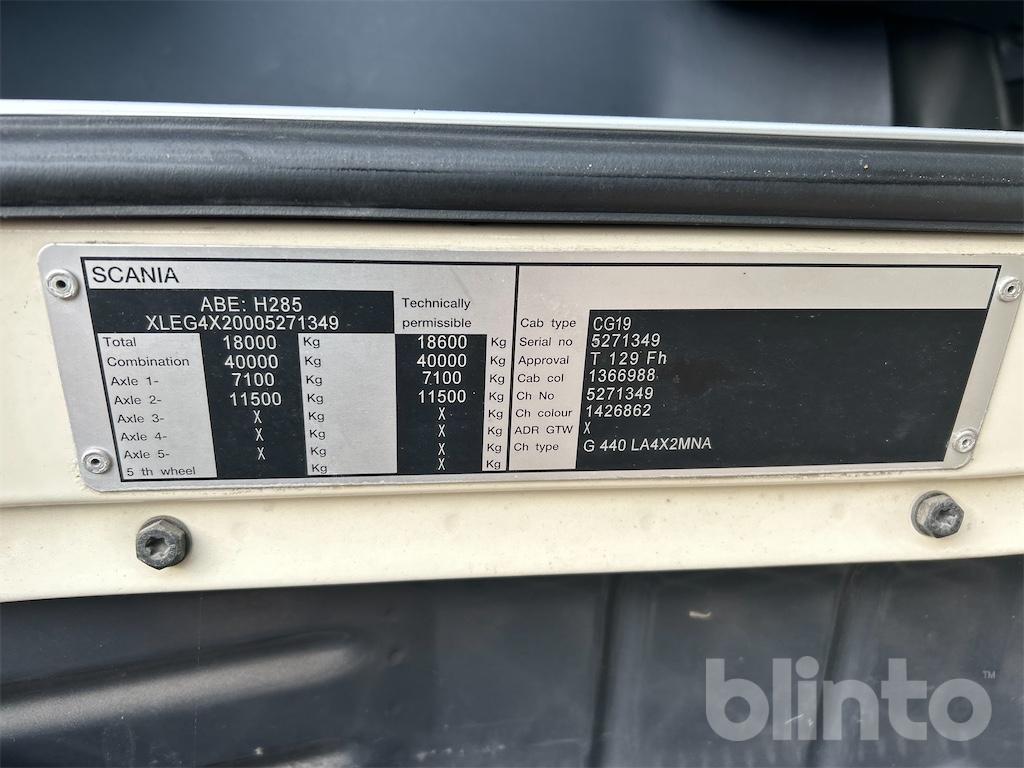 SCANIA
ABE: H285
XLEG4X20005271349
Technically
permissible
Total 18000 Kg 18600 Kg
Combination 40000 Kg 40000 Kg
Axle 1- 7100 Kg 7100 Kg
Axle 2- 11500 Kg 11500 Kg
Axle 3- X Kg X Kg
Axle 4- X Kg X Kg
Axle 5- X Kg X Kg
5 th wheel Kg X Kg
Cab type CG19
Serial no 5271349
Approval T 129 Fh
Cab col 1366988
Ch No 5271349
Ch colour 1426862
ADR GTW X
Ch type G 440 LA4X2MNA
blinto™